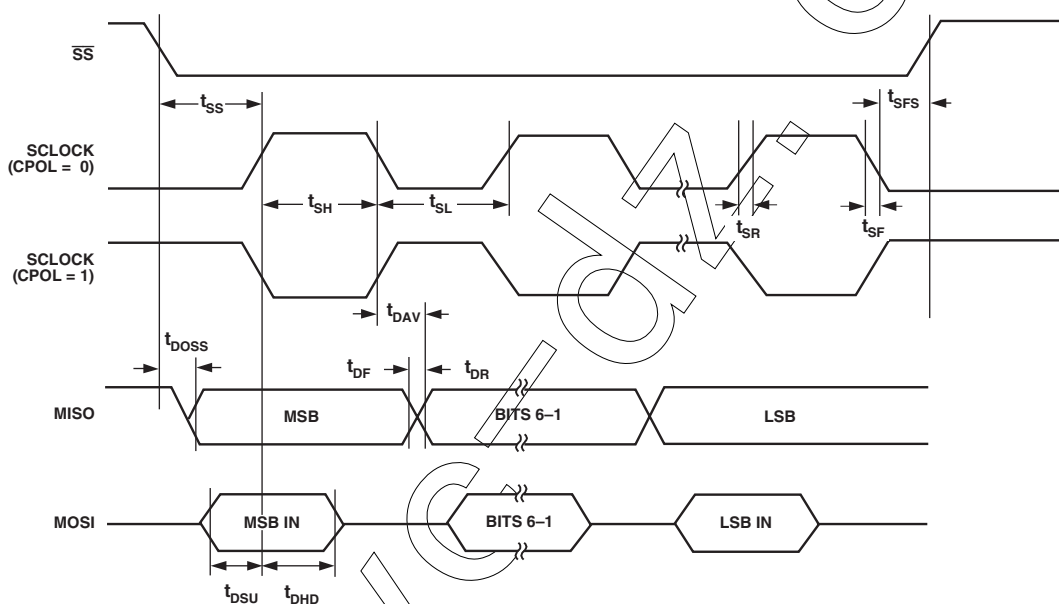 SS
tSS
tSFS
SCLOCK
(CPOL = 0)
tSH
tSL
tSR
tSF
SCLOCK
(CPOL = 1)
tDAV
tDOSS
tDF
tDR
MISO
MSB
BITS 6–1
LSB
MOSI
MSB IN
BITS 6–1
LSB IN
tDSU
tDHD